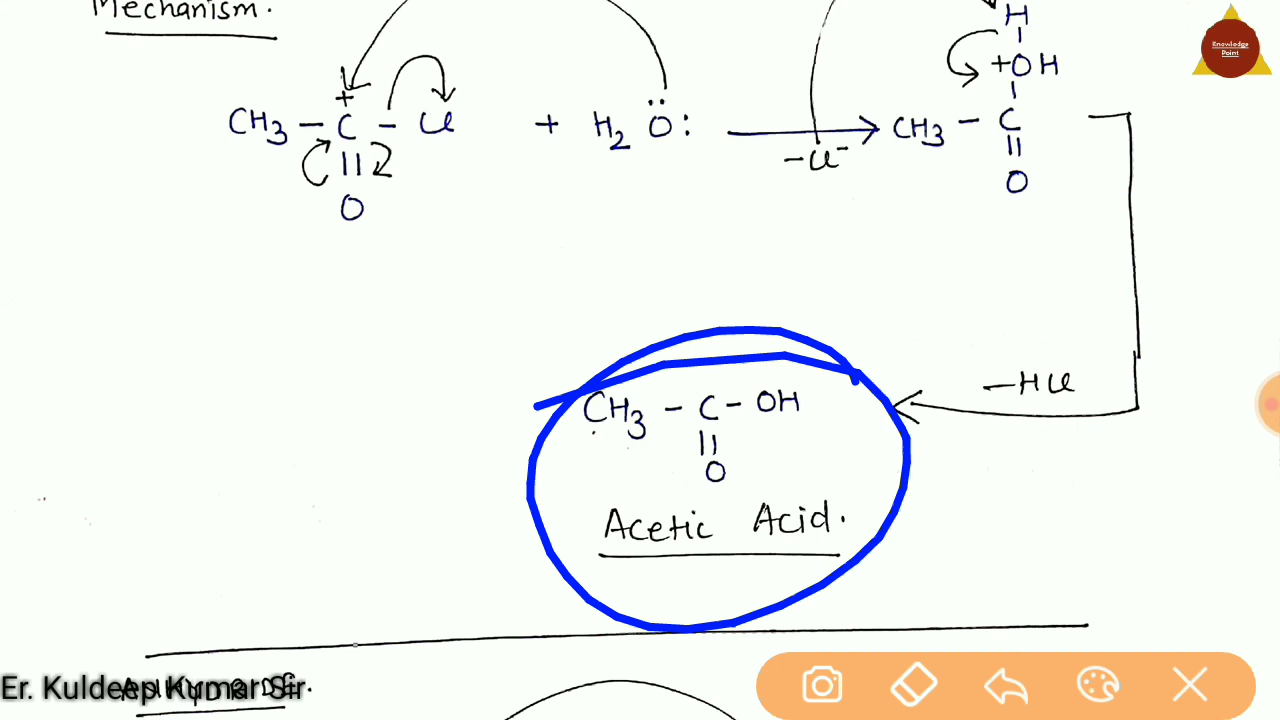 Mechanism.
Knowledge
Point
H
+OH
+
CH3 – C – Cl + H2 Ö: –Cl⁻ CH3 – C
O
O
–HCl
CH3 – C – OH
O
Acetic Acid.
Er. Kuldeep Kumar Sir